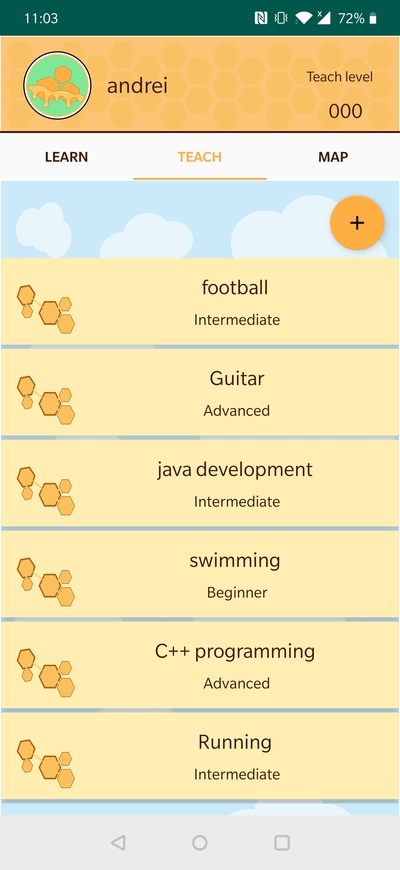 11:03
72%
andrei
Teach level
000
LEARN
TEACH
MAP
+
football
Intermediate
Guitar
Advanced
java development
Intermediate
swimming
Beginner
C++ programming
Advanced
Running
Intermediate